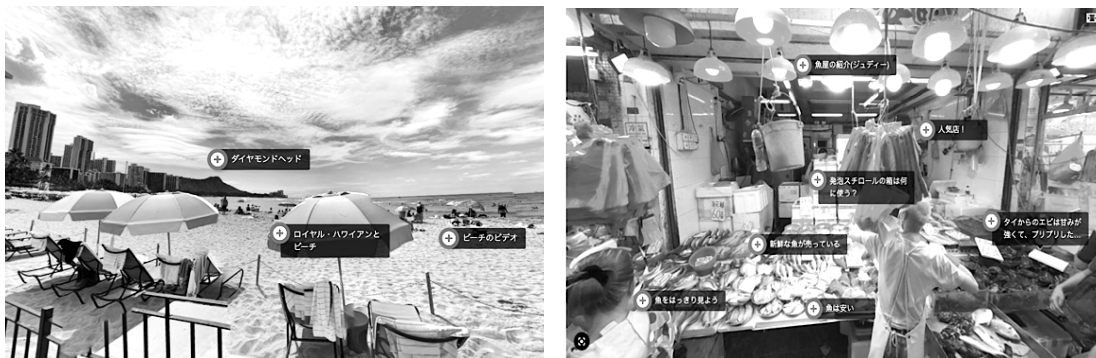 ダイヤモンドヘッド
ロイヤル・ハワイアンと
ビーチ
ビーチのビデオ
魚屋の紹介(ジュディー)
人気店！
発泡スチロールの箱は何
に使う？
タイからのエビは甘みが
強くて、プリプリした...
新鮮な魚が売っている
魚をはっきり見よう
魚は安い